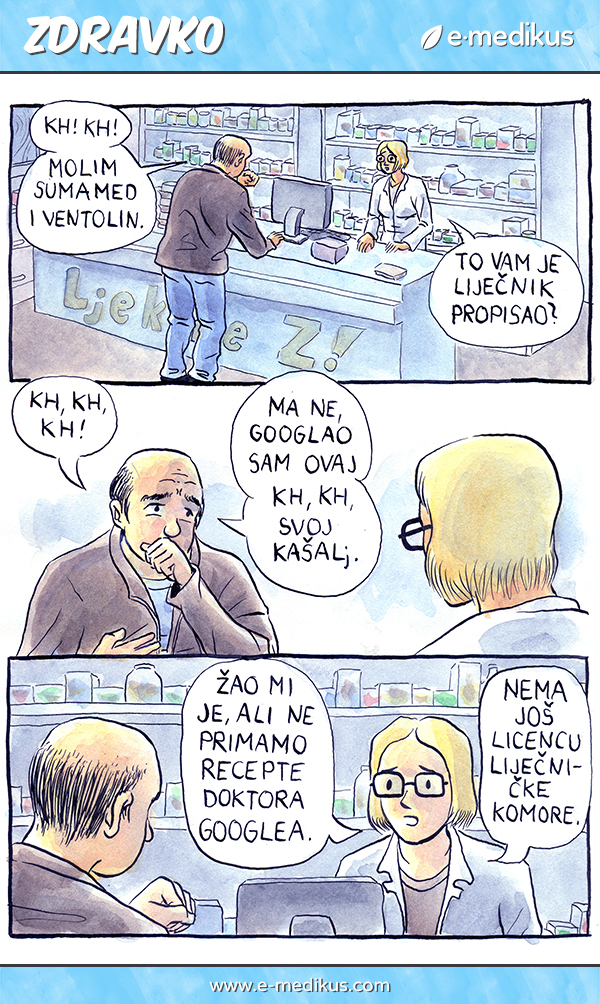 ZDRAVKO
e-medikus
KH! KH!
MOLIM
SUMAMED
I VENTOLIN.
TO VAM JE
LIJEČNIK
PROPISAO?
Ljek e Z!
KH, KH,
KH!
MA NE,
GOOGLAO
SAM OVAJ
KH, KH,
SVOJ
KAŠALj.
ŽAO MI
JE, ALI NE
PRIMAMO
RECEPTE
DOKTORA
GOOGLEA.
NEMA
JOŠ
LICENCU
LIJEČNI-
ČKE
KOMORE.
www.e-medikus.com